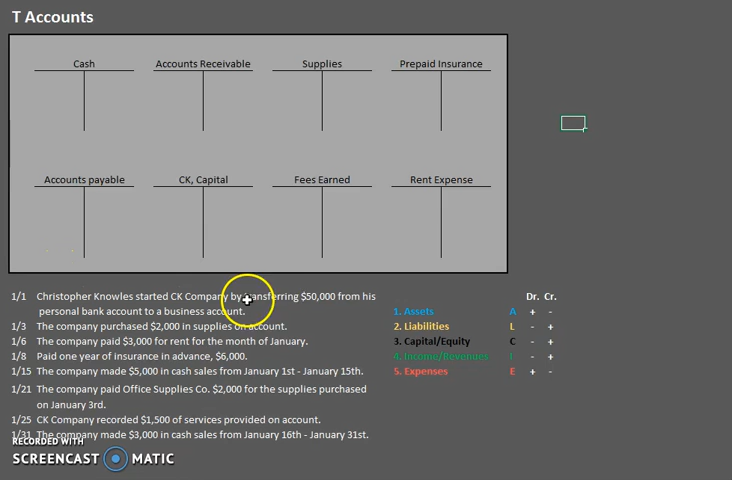 T Accounts
Cash Accounts Receivable Supplies Prepaid Insurance
Accounts payable CK, Capital Fees Earned Rent Expense
1/1 Christopher Knowles started CK Company by transferring $50,000 from his
personal bank account to a business account.
1/3 The company purchased $2,000 in supplies on account.
1/6 The company paid $3,000 for rent for the month of January.
1/8 Paid one year of insurance in advance, $6,000.
1/15 The company made $5,000 in cash sales from January 1st - January 15th.
1/21 The company paid Office Supplies Co. $2,000 for the supplies purchased
on January 3rd.
1/25 CK Company recorded $1,500 of services provided on account.
1/31 The company made $3,000 in cash sales from January 16th - January 31st.
Dr. Cr.
1. Assets A + -
2. Liabilities L - +
3. Capital/Equity C - +
4. Income/Revenues I - +
5. Expenses E + -
RECORDED WITH
SCREENCAST MATIC